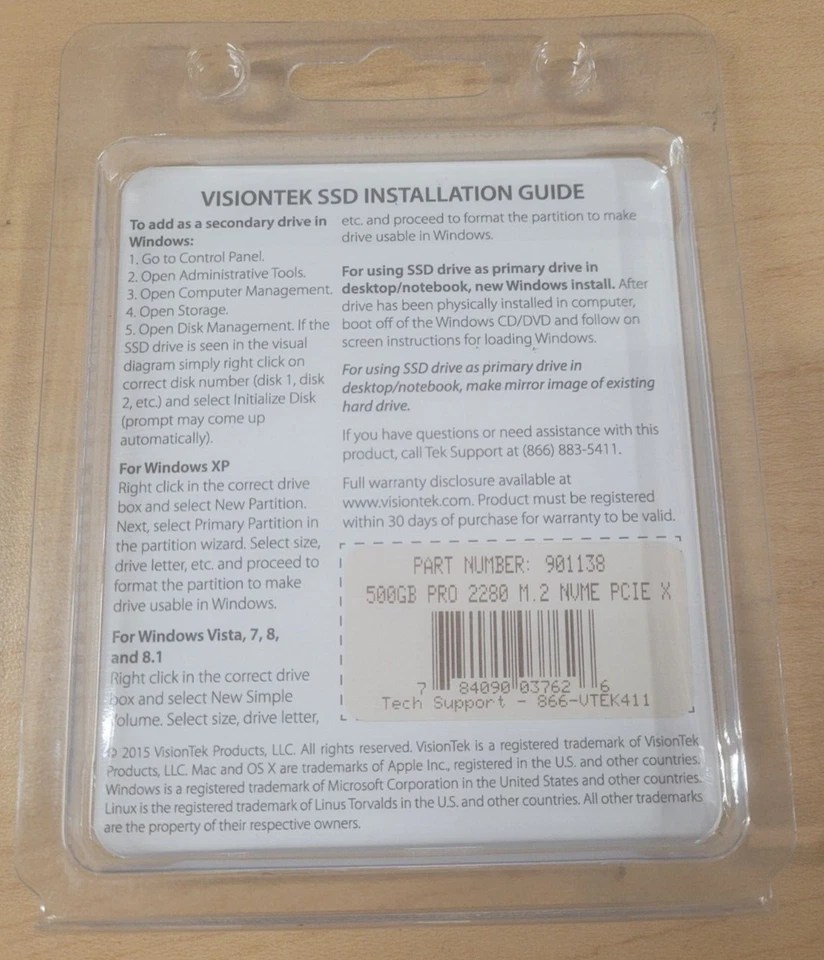 VISIONTEK SSD INSTALLATION GUIDE
To add as a secondary drive in
Windows:
1. Go to Control Panel.
2. Open Administrative Tools.
3. Open Computer Management.
4. Open Storage.
5. Open Disk Management. If the
SSD drive is seen in the visual
diagram simply right click on
correct disk number (disk 1, disk
2, etc.) and select Initialize Disk
(prompt may come up
automatically).
For Windows XP
Right click in the correct drive
box and select New Partition.
Next, select Primary Partition in
the partition wizard. Select size,
drive letter, etc. and proceed to
format the partition to make
drive usable in Windows.
For Windows Vista, 7, 8,
and 8.1
Right click in the correct drive
box and select New Simple
Volume. Select size, drive letter,
etc. and proceed to format the partition to make
drive usable in Windows.
For using SSD drive as primary drive in
desktop/notebook, new Windows install. After
drive has been physically installed in computer,
boot off of the Windows CD/DVD and follow on
screen instructions for loading Windows.
For using SSD drive as primary drive in
desktop/notebook, make mirror image of existing
hard drive.
If you have questions or need assistance with this
product, call Tek Support at (866) 883-5411.
Full warranty disclosure available at
www.visiontek.com. Product must be registered
within 30 days of purchase for warranty to be valid.
PART NUMBER: 901138
500GB PRO 2280 M.2 NVME PCIE X
7 84090 03762 6
Tech Support - 866-VTEK411
© 2015 VisionTek Products, LLC. All rights reserved. VisionTek is a registered trademark of VisionTek
Products, LLC. Mac and OS X are trademarks of Apple Inc., registered in the U.S. and other countries.
Windows is a registered trademark of Microsoft Corporation in the United States and other countries.
Linux is the registered trademark of Linus Torvalds in the U.S. and other countries. All other trademarks
are the property of their respective owners.